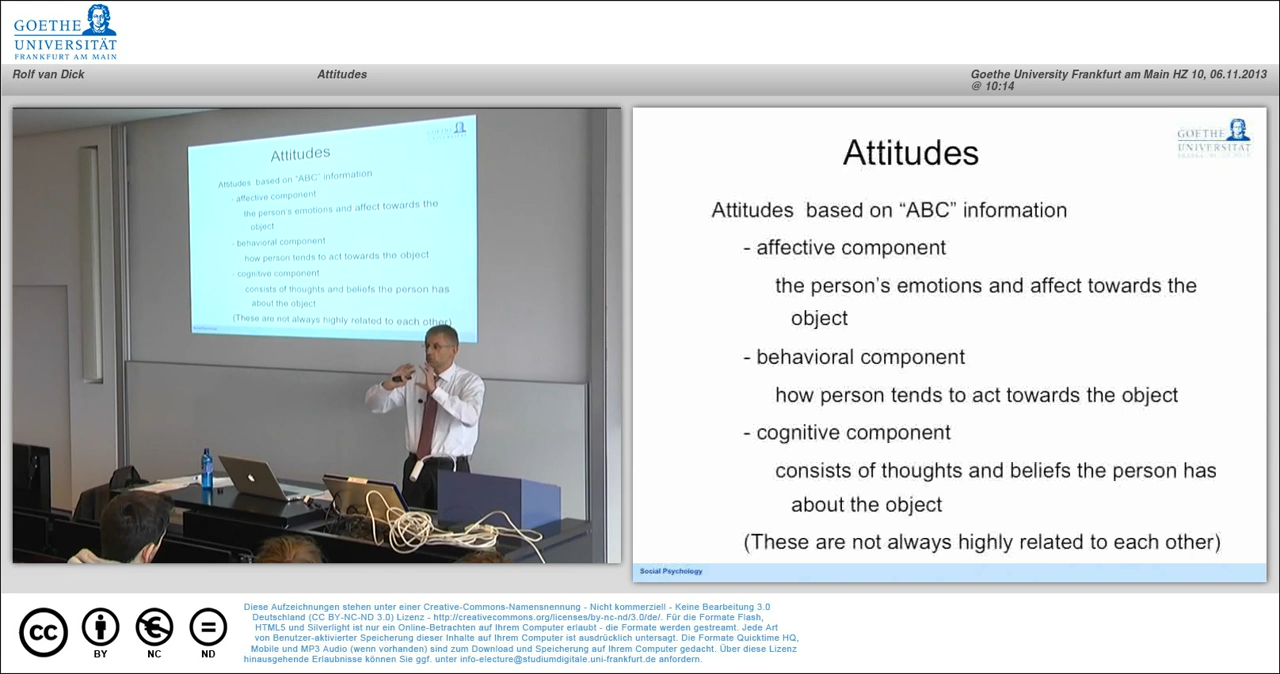 GOETHE
UNIVERSITÄT
FRANKFURT AM MAIN
Rolf van Dick
Attitudes
Goethe University Frankfurt am Main HZ 10, 06.11.2013
@ 10:14
Attitudes
Attitudes based on "ABC" information
- affective component
the person's emotions and affect towards the
object
- behavioral component
how person tends to act towards the object
- cognitive component
consists of thoughts and beliefs the person has
about the object
(These are not always highly related to each other)
GOETHE
UNIVERSITÄT
FRANKFURT AM MAIN
Attitudes
Attitudes based on “ABC” information
- affective component
the person's emotions and affect towards the
object
- behavioral component
how person tends to act towards the object
- cognitive component
consists of thoughts and beliefs the person has
about the object
(These are not always highly related to each other)
Social Psychology
cc
BY
NC
ND
Diese Aufzeichnungen stehen unter einer Creative-Commons-Namensnennung - Nicht kommerziell - Keine Bearbeitung 3.0
Deutschland (CC BY-NC-ND 3.0) Lizenz - http://creativecommons.org/licenses/by-nc-nd/3.0/de/. Für die Formate Flash,
HTML5 und Silverlight ist nur ein Online-Betrachten auf Ihrem Computer erlaubt - die Formate werden gestreamt. Jede Art
von Benutzer-aktivierter Speicherung dieser Inhalte auf Ihrem Computer ist ausdrücklich untersagt. Die Formate Quicktime HQ,
Mobile und MP3 Audio (wenn vorhanden) sind zum Download und Speicherung auf Ihrem Computer gedacht. Über diese Lizenz
hinausgehende Erlaubnisse können Sie ggf. unter info-electure@studiumdigitale.uni-frankfurt.de anfordern.